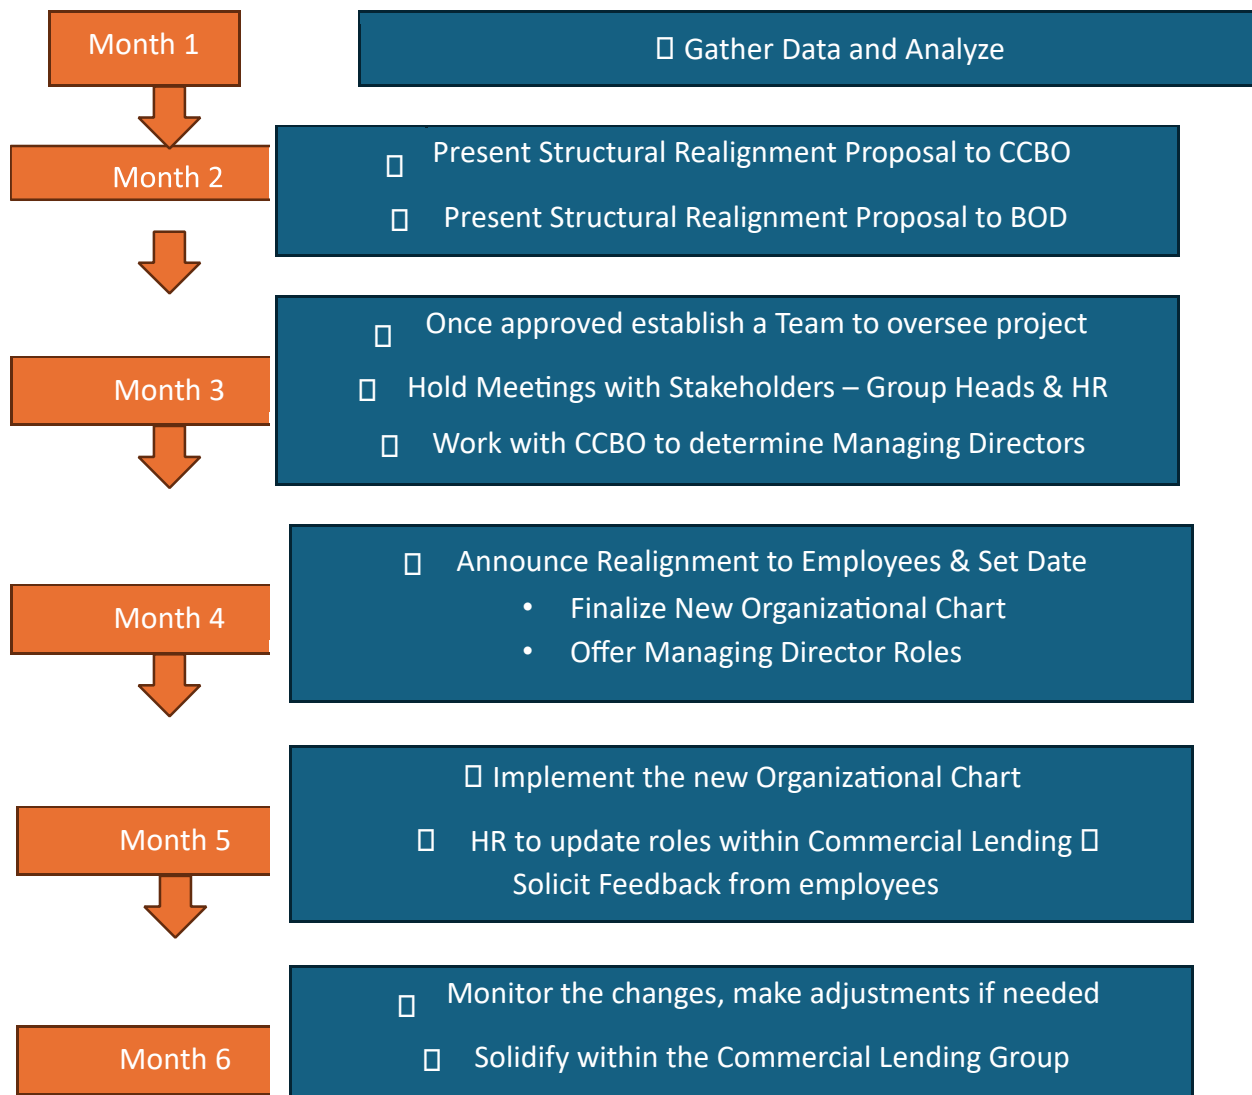 Month 1
▯ Gather Data and Analyze
Month 2
▯ Present Structural Realignment Proposal to CCBO
▯ Present Structural Realignment Proposal to BOD
Month 3
▯ Once approved establish a Team to oversee project
▯ Hold Meetings with Stakeholders – Group Heads & HR
▯ Work with CCBO to determine Managing Directors
Month 4
▯ Announce Realignment to Employees & Set Date
• Finalize New Organizational Chart
• Offer Managing Director Roles
Month 5
▯ Implement the new Organizational Chart
▯ HR to update roles within Commercial Lending ▯
Solicit Feedback from employees
Month 6
▯ Monitor the changes, make adjustments if needed
▯ Solidify within the Commercial Lending Group